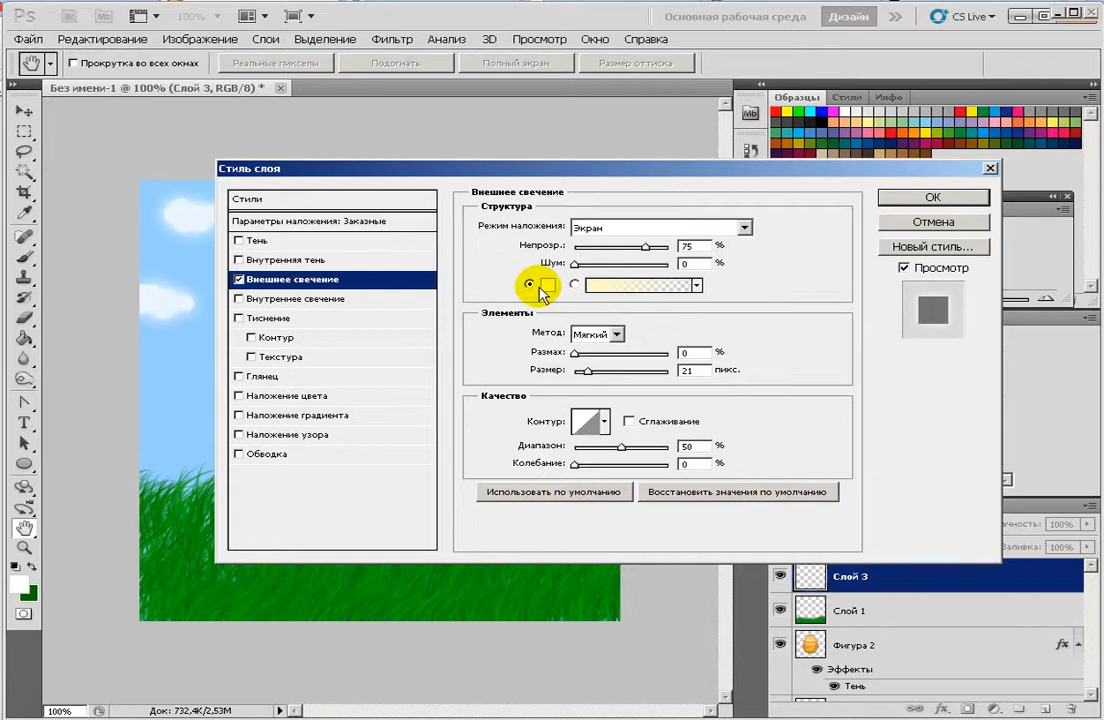 Ps
Br
Mb
100%
Основная рабочая среда
Дизайн
CS Live
Файл Редактирование Изображение Слои Выделение Фильтр Анализ 3D Просмотр Окно Справка
Прокрутка во всех окнах
Реальные пикселы
Подогнать
Полный экран
Размер оттиска
Без имени-1 @ 100% (Слой 3, RGB/8) *
Образцы Стили Инфо
Стиль слоя
Стили
Параметры наложения: Заказные
Тень
Внутренняя тень
Внешнее свечение
Внутреннее свечение
Тиснение
Контур
Текстура
Глянец
Наложение цвета
Наложение градиента
Наложение узора
Обводка
Внешнее свечение
Структура
Режим наложения: Экран
Непрозр.: 75 %
Шум: 0 %
Элементы
Метод: Мягкий
Размах: 0 %
Размер: 21 пикс.
Качество
Контур: Сглаживание
Диапазон: 50 %
Колебание: 0 %
Использовать по умолчанию
Восстановить значения по умолчанию
ОК
Отмена
Новый стиль...
Просмотр
100%
Заливка: 100%
Слой 3
Слой 1
Фигура 2
fx
Эффекты
Тень
100%
Док: 732,4K/2,53M